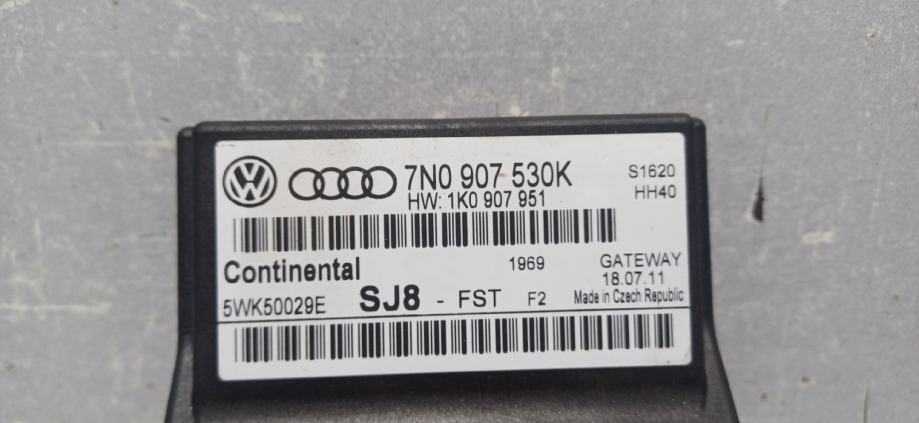 7N0 907 530K
S1620
HW: 1K0 907 951
HH40
Continental
1969
GATEWAY
18.07.11
5WK50029E SJ8 - FST F2 Made in Czech Republic